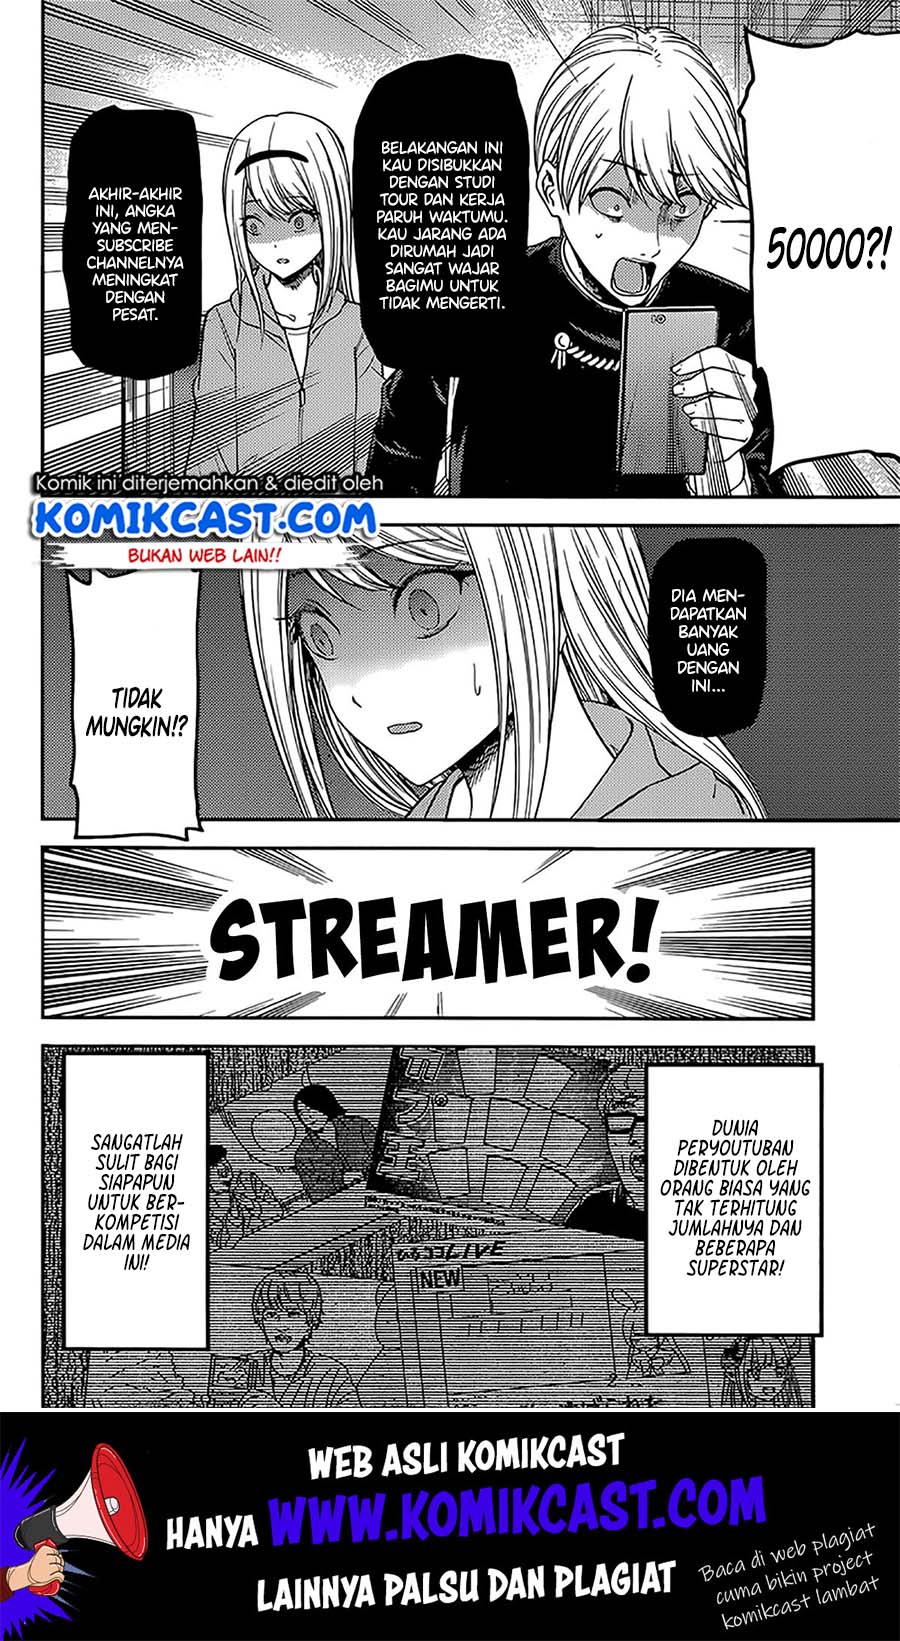 50000?!
BELAKANGAN INI
KAU DISIBUKKAN
DENGAN STUDI
TOUR DAN KERJA
PARUH WAKTUMU.
KAU JARANG ADA
DIRUMAH JADI
SANGAT WAJAR
BAGIMU UNTUK
TIDAK MENGERTI.
AKHIR-AKHIR
INI, ANGKA
YANG MEN-
SUBSCRIBE
CHANNELNYA
MENINGKAT
DENGAN
PESAT.
Komik ini diterjemahkan & diedit oleh
KOMIKCAST.COM
BUKAN WEB LAIN!!
DIA MEN-
DAPATKAN
BANYAK
UANG
DENGAN
INI...
TIDAK
MUNGKIN!?
STREAMER!
DUNIA
PERYOUTUBAN
DIBENTUK OLEH
ORANG BIASA YANG
TAK TERHITUNG
JUMLAHNYA DAN
BEBERAPA
SUPERSTAR!
SANGATLAH
SULIT BAGI
SIAPAPUN
UNTUK BER-
KOMPETISI
DALAM MEDIA
INI!
LIVE
NEW
WEB ASLI KOMIKCAST
HANYA WWW.KOMIKCAST.COM
LAINNYA PALSU DAN PLAGIAT
Baca di web plagiat
cuma bikin project
komikcast lambat